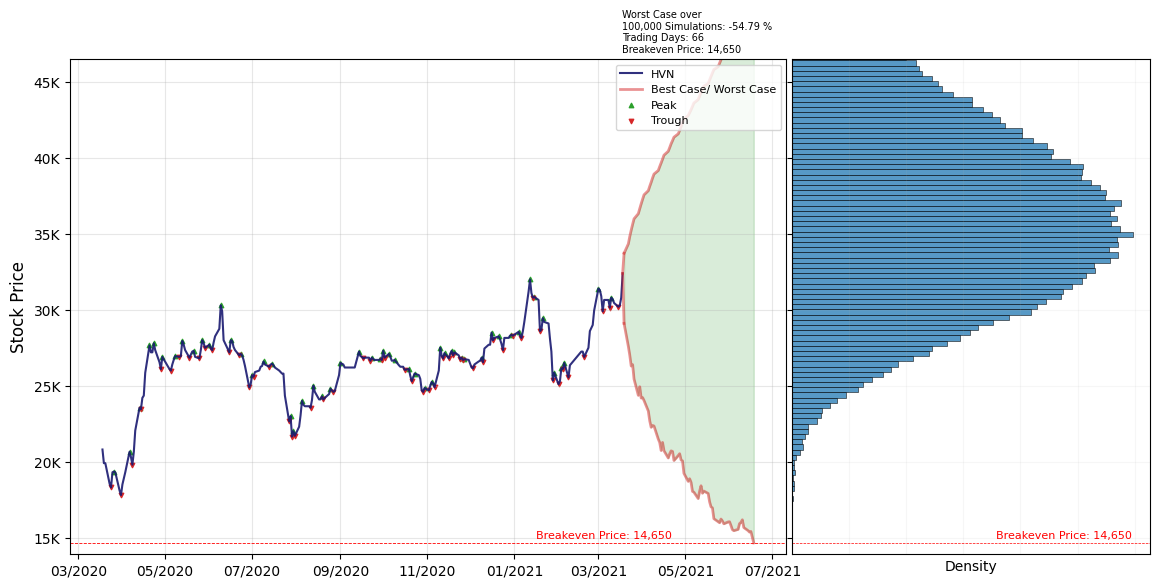 Worst Case over
100,000 Simulations: -54.79 %
Trading Days: 66
Breakeven Price: 14,650
HVN
Best Case/ Worst Case
Peak
Trough
Stock Price
45K
40K
35K
30K
25K
20K
15K
Breakeven Price: 14,650
Breakeven Price: 14,650
03/2020 05/2020 07/2020 09/2020 11/2020 01/2021 03/2021 05/2021 07/2021
Density